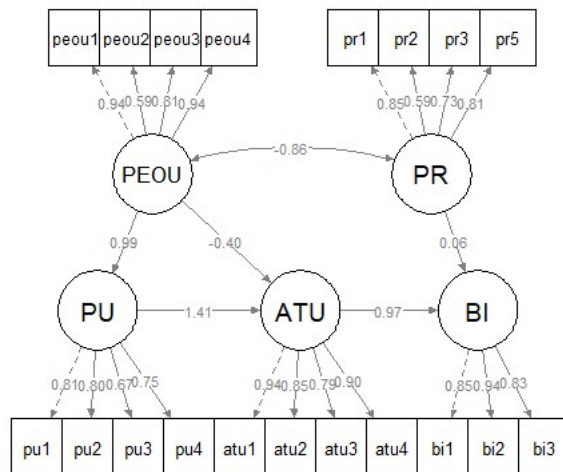 peou1 peou2 peou3 peou4 pr1 pr2 pr3 pr5
0.94 0.59 0.81 0.94 0.85 0.59 0.73 0.81
-0.86
PEOU PR
0.99 -0.40 0.06
PU 1.41 ATU 0.97 BI
0.81 0.80 0.67 0.75 0.94 0.85 0.79 0.90 0.85 0.94 0.83
pu1 pu2 pu3 pu4 atu1 atu2 atu3 atu4 bi1 bi2 bi3